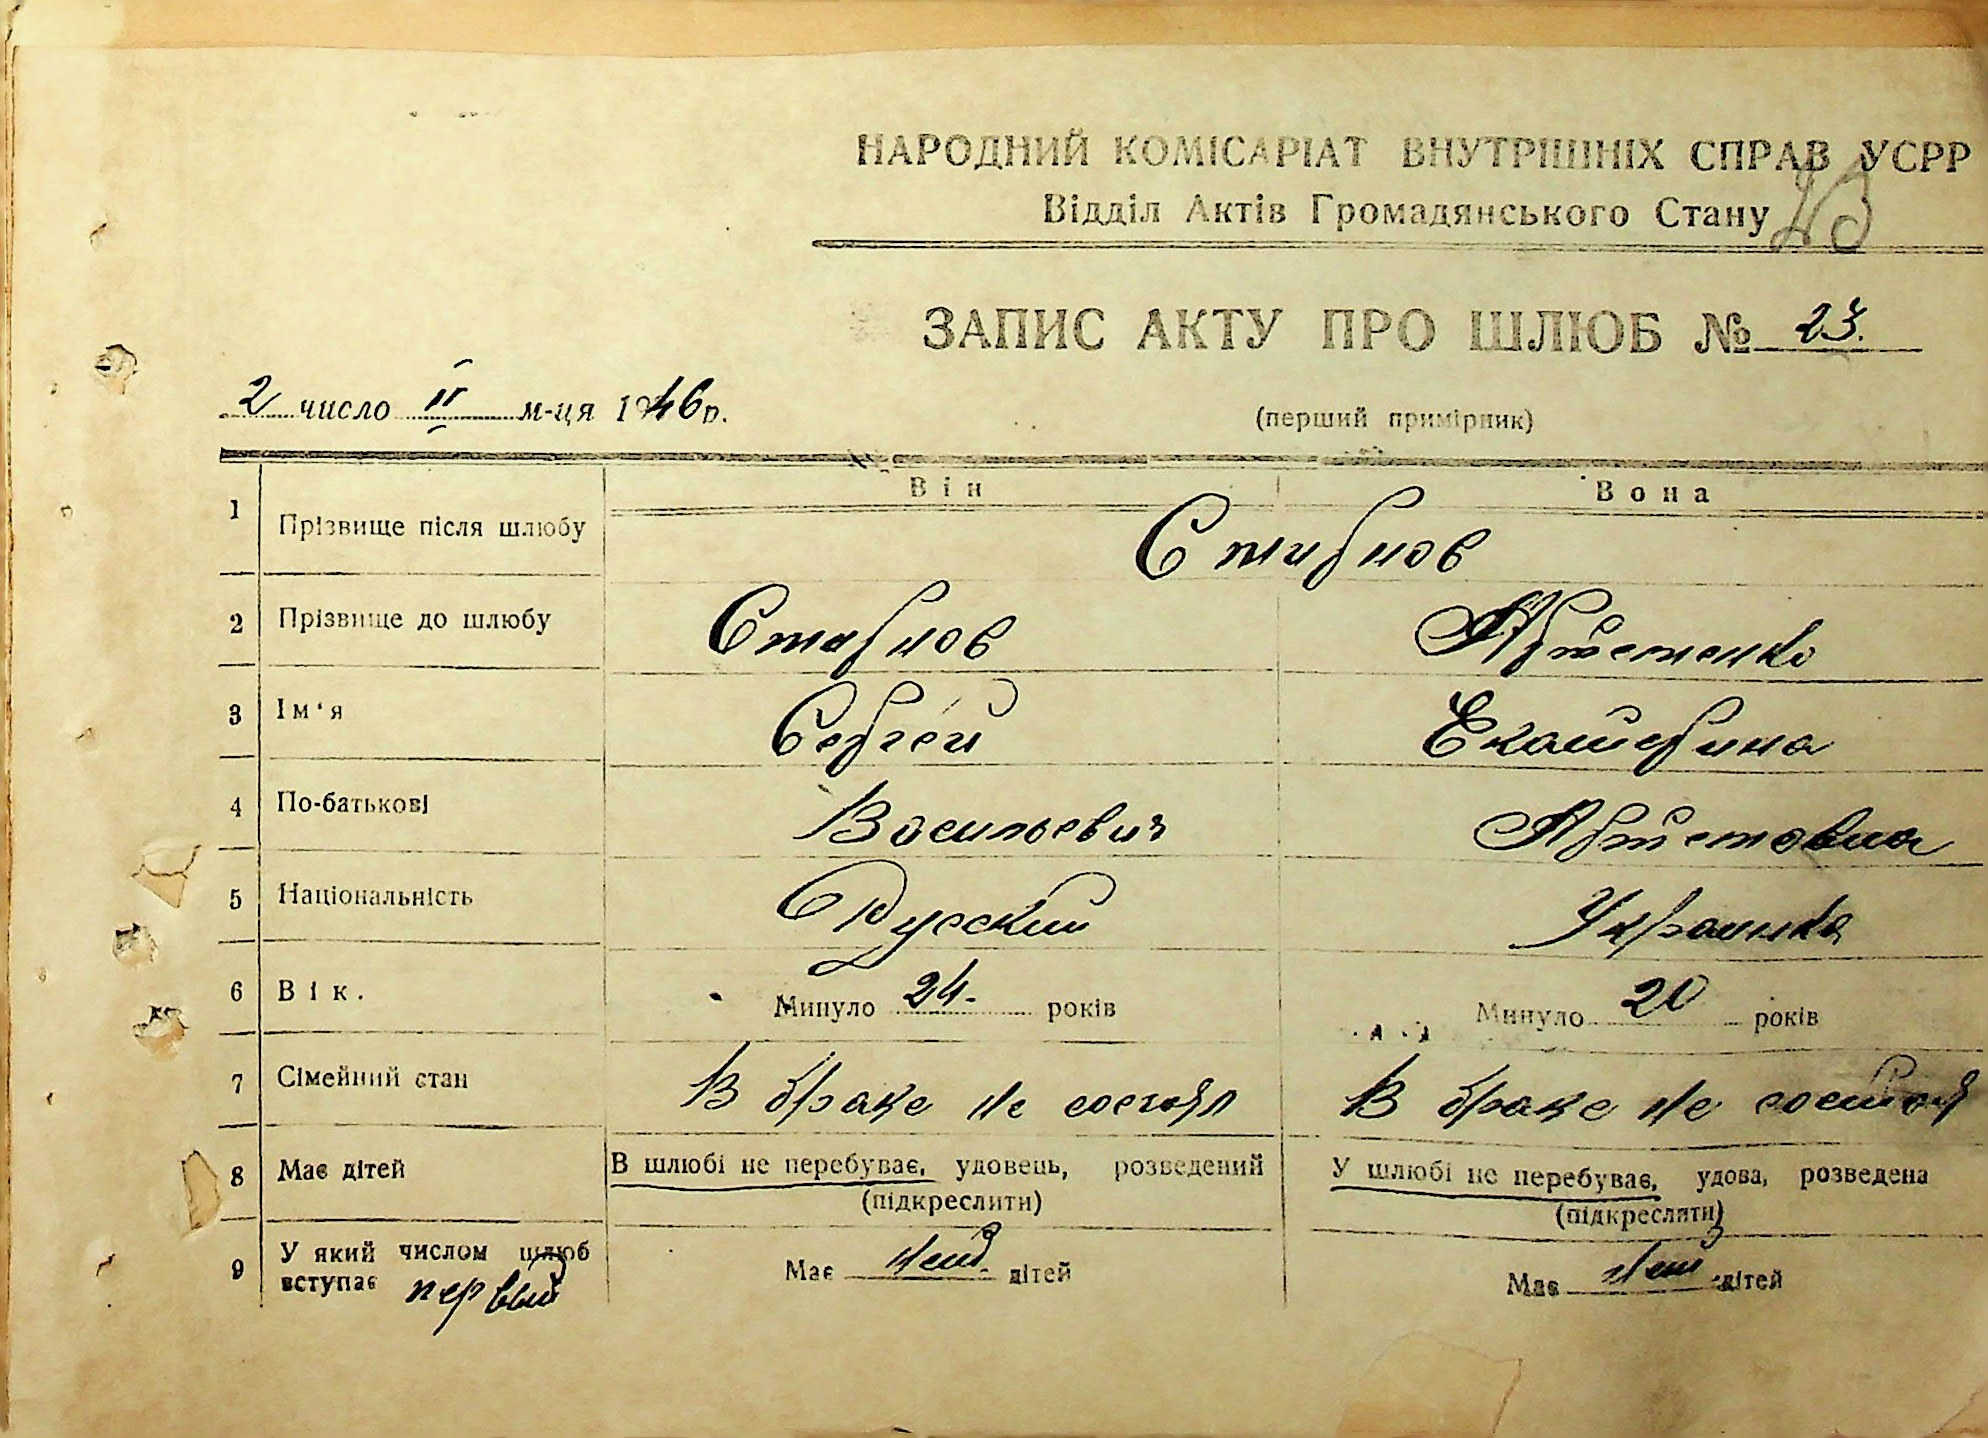 НАРОДНИЙ КОМІСАРІАТ ВНУТРІШНІХ СПРАВ УСРР
Відділ Актів Громадянського Стану
ЗАПИС АКТУ ПРО ШЛЮБ № 23.
2 число II м-ця 1946 р.
(перший примірник)
Він Вона
1 Прізвище після шлюбу
2 Прізвище до шлюбу
3 Ім‘я Сергей Екатерина
4 По-батькові Васильевич Артемовна
5 Національність Русский Украинка
6 Вік. Минуло 24. років Минуло 20 років
7 Сімейний стан В браке не состоял В браке не
8 Має дітей В шлюбі не перебуває, удовець, розведений У шлюбі не перебуває, удова, розведена
(підкреслити) (підкреслити)
9 У який числом шлюб вступає первый Має нет дітей Має нет дітей